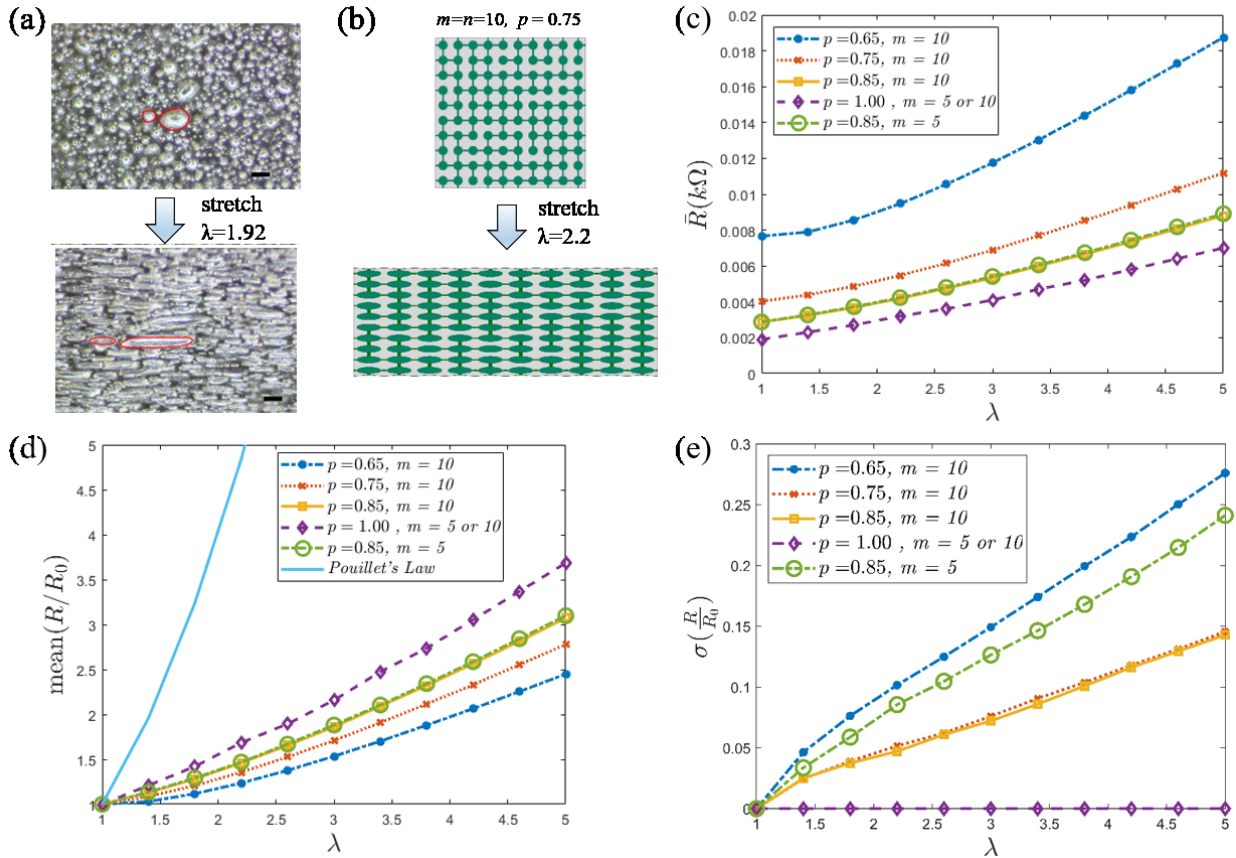 (a)
stretch
λ=1.92
(b)
m=n=10, p = 0.75
stretch
λ=2.2
(c)
0.02
0.018
0.016
0.014
0.012
0.01
0.008
0.006
0.004
0.002
0
R̄(kΩ)
p =0.65, m = 10
p =0.75, m = 10
p =0.85, m = 10
p = 1.00 , m = 5 or 10
p =0.85, m = 5
1 1.5 2 2.5 3 3.5 4 4.5 5
λ
(d)
5
4.5
4
3.5
3
2.5
2
1.5
1
mean(R/R₀)
p =0.65, m = 10
p =0.75, m = 10
p =0.85, m = 10
p = 1.00 , m = 5 or 10
p =0.85, m = 5
Pouillet's Law
1 1.5 2 2.5 3 3.5 4 4.5 5
λ
(e)
0.3
0.25
0.2
0.15
0.1
0.05
0
σ(R/R₀)
p =0.65, m = 10
p =0.75, m = 10
p =0.85, m = 10
p = 1.00 , m = 5 or 10
p =0.85, m = 5
1 1.5 2 2.5 3 3.5 4 4.5 5
λ